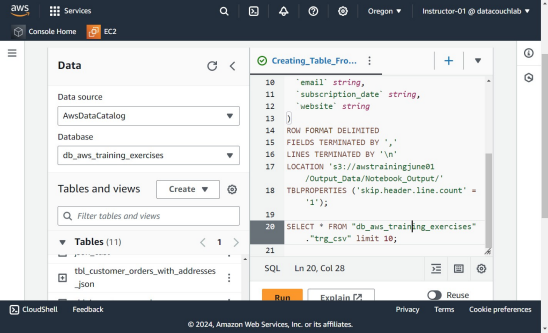 aws
Services
Oregon
Instructor-01 @ datacouchlab
Console Home
EC2
Data
Data source
AwsDataCatalog
Database
db_aws_training_exercises
Tables and views
Create
Filter tables and views
Tables (11)
1
tbl_customer_orders_with_addresses
_json
Creating_Table_Fro...
10 `email` string,
11 `subscription_date` string,
12 `website` string
13 )
14 ROW FORMAT DELIMITED
15 FIELDS TERMINATED BY ','
16 LINES TERMINATED BY '\n'
17 LOCATION 's3://awstrainingjune01
/Output_Data/Notebook_Output/'
18 TBLPROPERTIES ('skip.header.line.count' =
'1');
19
20 SELECT * FROM "db_aws_training_exercises"
."trg_csv" limit 10;
21
SQL
Ln 20, Col 28
Run
Explain
Reuse
CloudShell
Feedback
Privacy
Terms
Cookie preferences
© 2024, Amazon Web Services, Inc. or its affiliates.